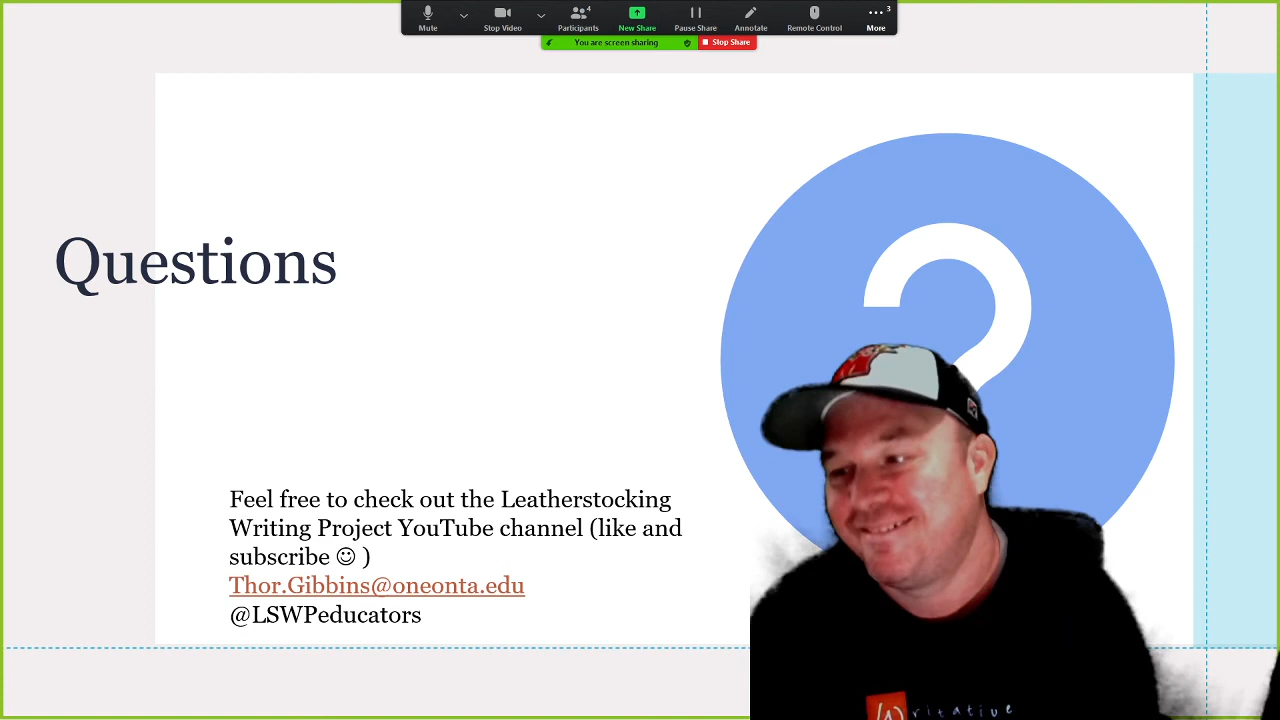 4
3
Mute
Stop Video
Participants
New Share
Pause Share
Annotate
Remote Control
More
You are screen sharing
Stop Share
Questions
Feel free to check out the Leatherstocking
Writing Project YouTube channel (like and
subscribe ☺ )
Thor.Gibbins@oneonta.edu
@LSWPeducators